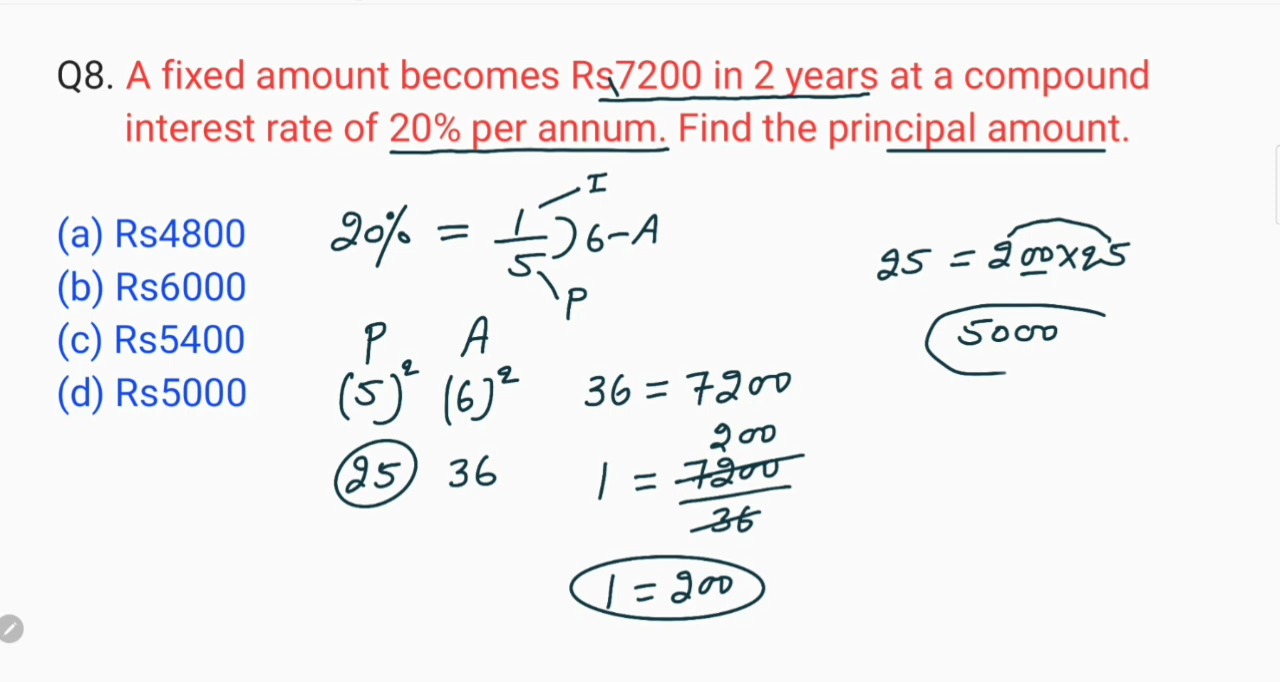 Q8. A fixed amount becomes Rs7200 in 2 years at a compound
interest rate of 20% per annum. Find the principal amount.
(a) Rs4800
(b) Rs6000
(c) Rs5400
(d) Rs5000
I
20% = 1/5 ) 6-A
P
P A
(5)² (6)²
25 36
36 = 7200
200
1 = 7200/36
1 = 200
25 = 200x25
5000